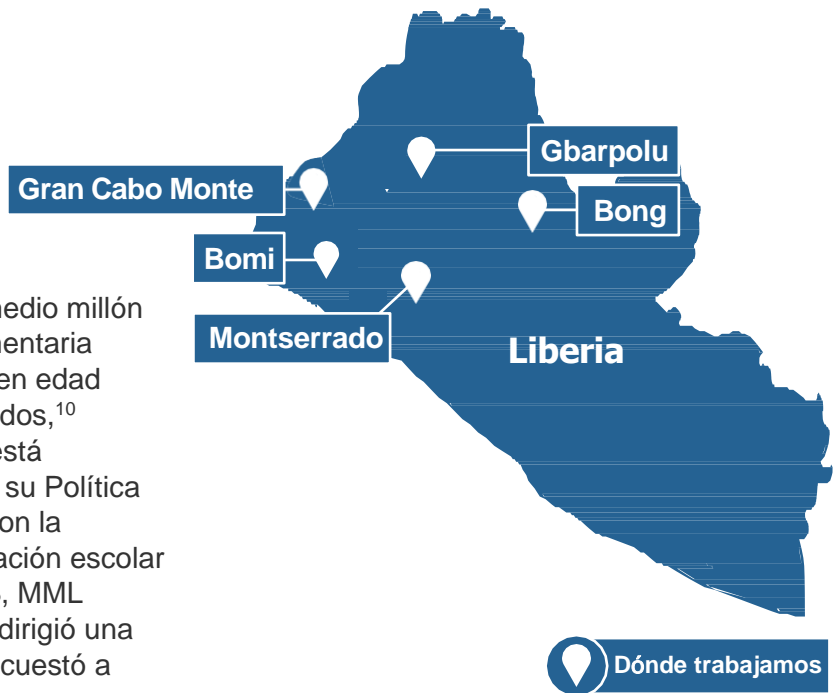 Gbarpolu
Gran Cabo Monte
Bong
Bomi
Montserrado
Liberia
medio millón
mentaria
en edad
dos,10
está
su Política
on la
ación escolar
, MML
dirigió una
cuestó a
Dónde trabajamos